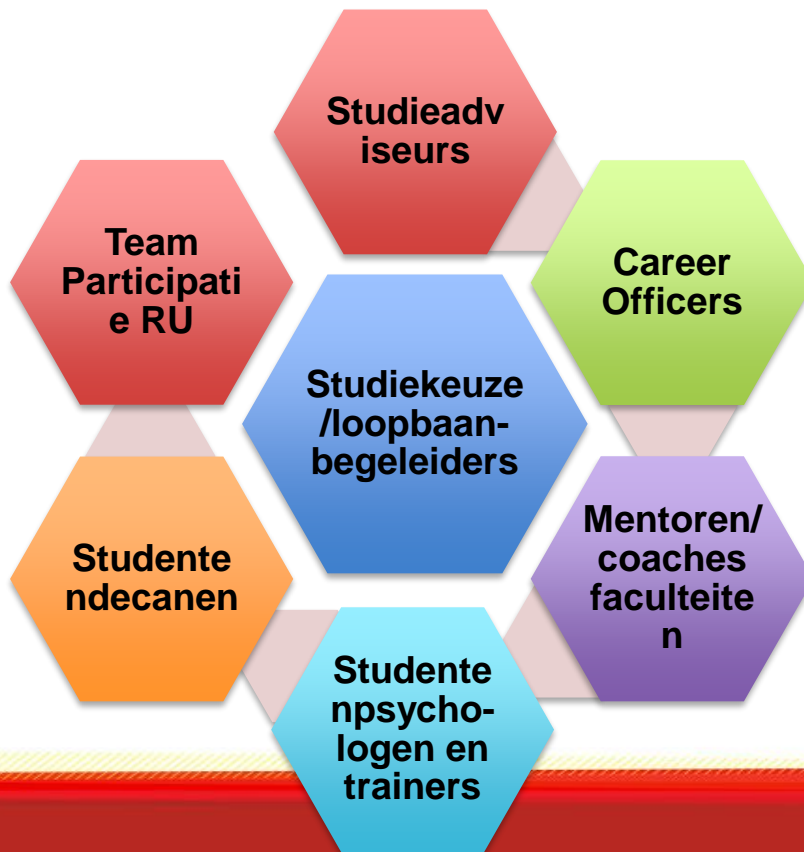 Studieadv
iseurs
Team
Participati
e RU
Career
Officers
Studiekeuze
/loopbaan-
begeleiders
Studente
ndecanen
Mentoren/
coaches
faculteite
n
Studente
npsycho-
logen en
trainers